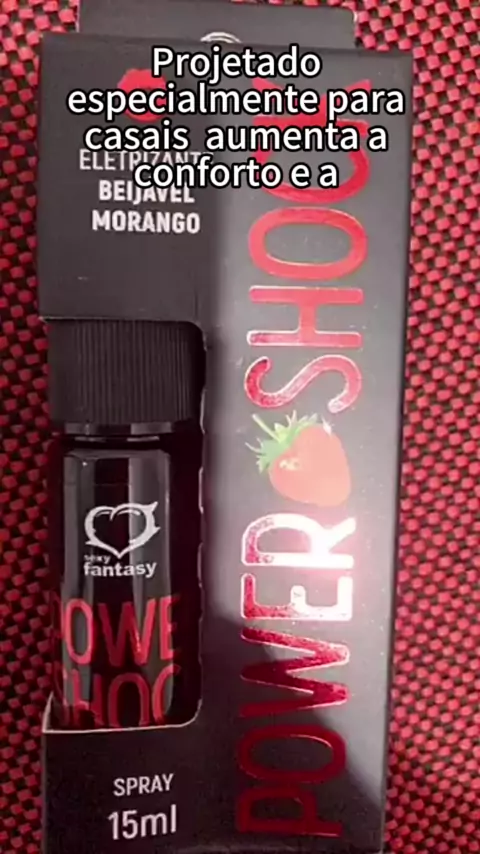 Projetado
especialmente para
casais aumenta a
conforto e a
ELETRIZANTE
BEIJÁVEL
MORANGO
POWER SHOCK
sexy
fantasy
POWE
SHOC
SPRAY
15ml